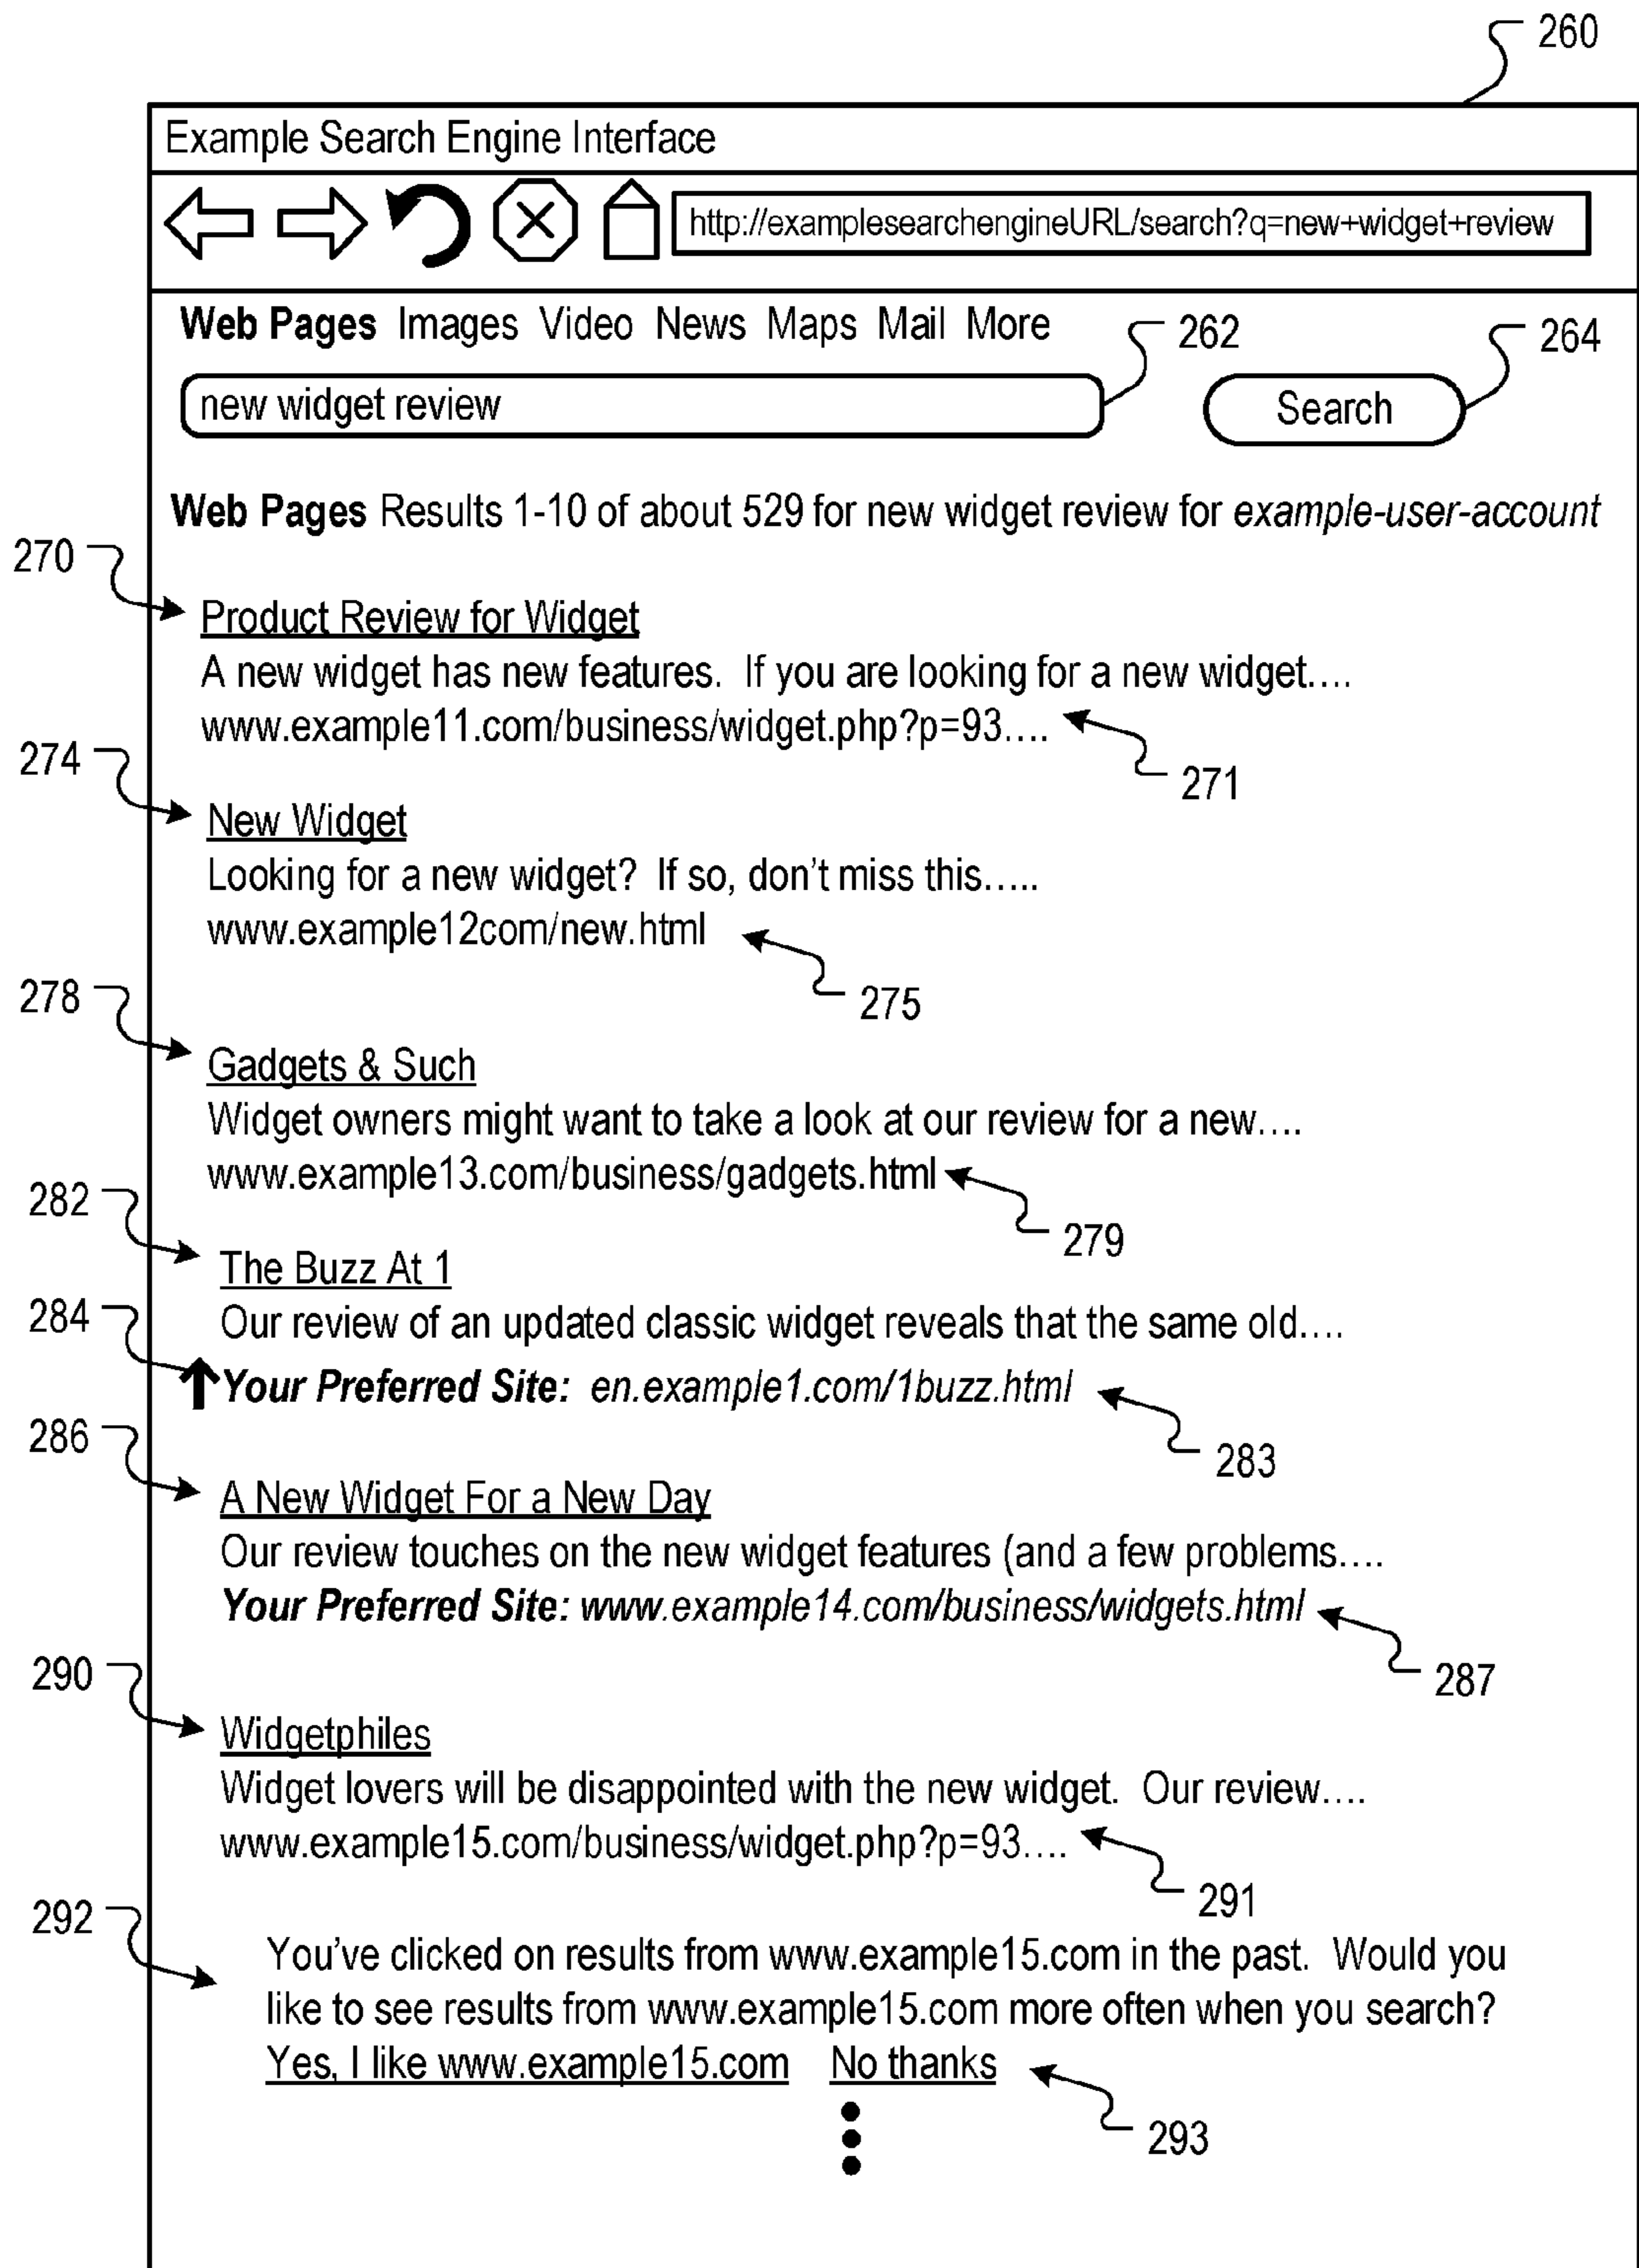 260
Example Search Engine Interface
http://examplesearchengineURL/search?q=new+widget+review
Web Pages Images Video News Maps Mail More
262
264
new widget review
Search
Web Pages Results 1-10 of about 529 for new widget review for example-user-account
270
Product Review for Widget
A new widget has new features. If you are looking for a new widget....
www.example11.com/business/widget.php?p=93....
271
274
New Widget
Looking for a new widget? If so, don't miss this.....
www.example12com/new.html
275
278
Gadgets & Such
Widget owners might want to take a look at our review for a new....
www.example13.com/business/gadgets.html
279
282
The Buzz At 1
Our review of an updated classic widget reveals that the same old....
284
Your Preferred Site: en.example1.com/1buzz.html
283
286
A New Widget For a New Day
Our review touches on the new widget features (and a few problems....
Your Preferred Site: www.example14.com/business/widgets.html
287
290
Widgetphiles
Widget lovers will be disappointed with the new widget. Our review....
www.example15.com/business/widget.php?p=93....
291
292
You've clicked on results from www.example15.com in the past. Would you
like to see results from www.example15.com more often when you search?
Yes, I like www.example15.com No thanks
293